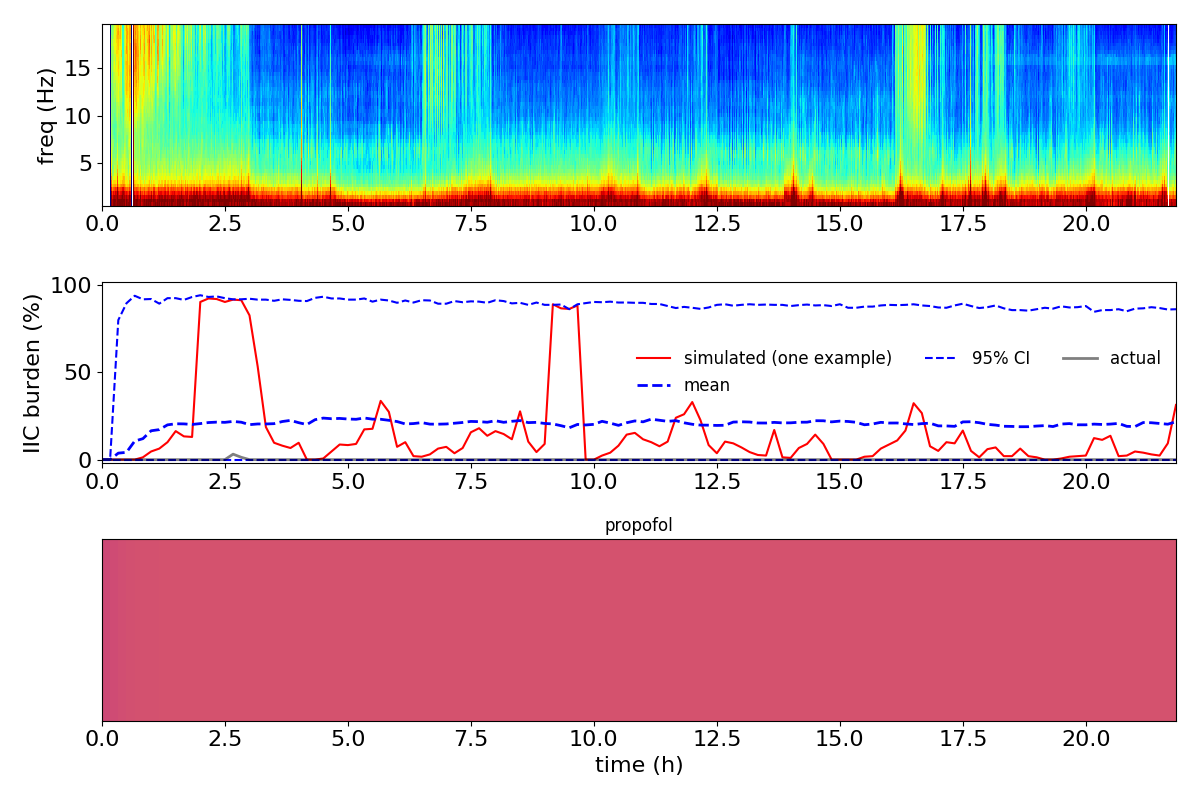 15
10
5
freq (Hz)
0.0 2.5 5.0 7.5 10.0 12.5 15.0 17.5 20.0
100
50
0
IIC burden (%)
simulated (one example) 95% CI actual
mean
0.0 2.5 5.0 7.5 10.0 12.5 15.0 17.5 20.0
propofol
0.0 2.5 5.0 7.5 10.0 12.5 15.0 17.5 20.0
time (h)